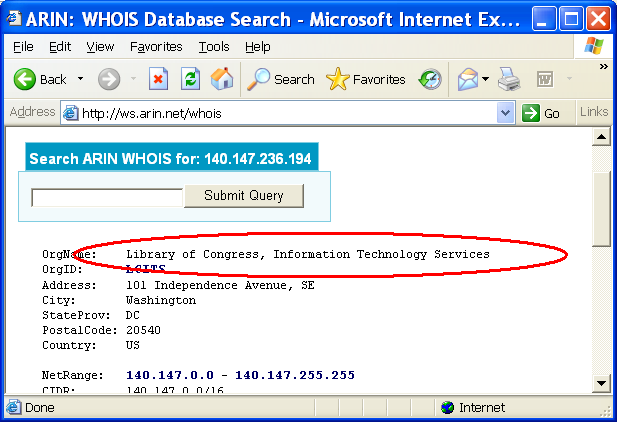 ARIN: WHOIS Database Search - Microsoft Internet Ex...
File Edit View Favorites Tools Help
Back Search Favorites
Address http://ws.arin.net/whois Go Links
Search ARIN WHOIS for: 140.147.236.194
Submit Query
OrgName: Library of Congress, Information Technology Services
OrgID: LCITS
Address: 101 Independence Avenue, SE
City: Washington
StateProv: DC
PostalCode: 20540
Country: US
NetRange: 140.147.0.0 - 140.147.255.255
CIDR: 140.147.0.0/16
Done Internet